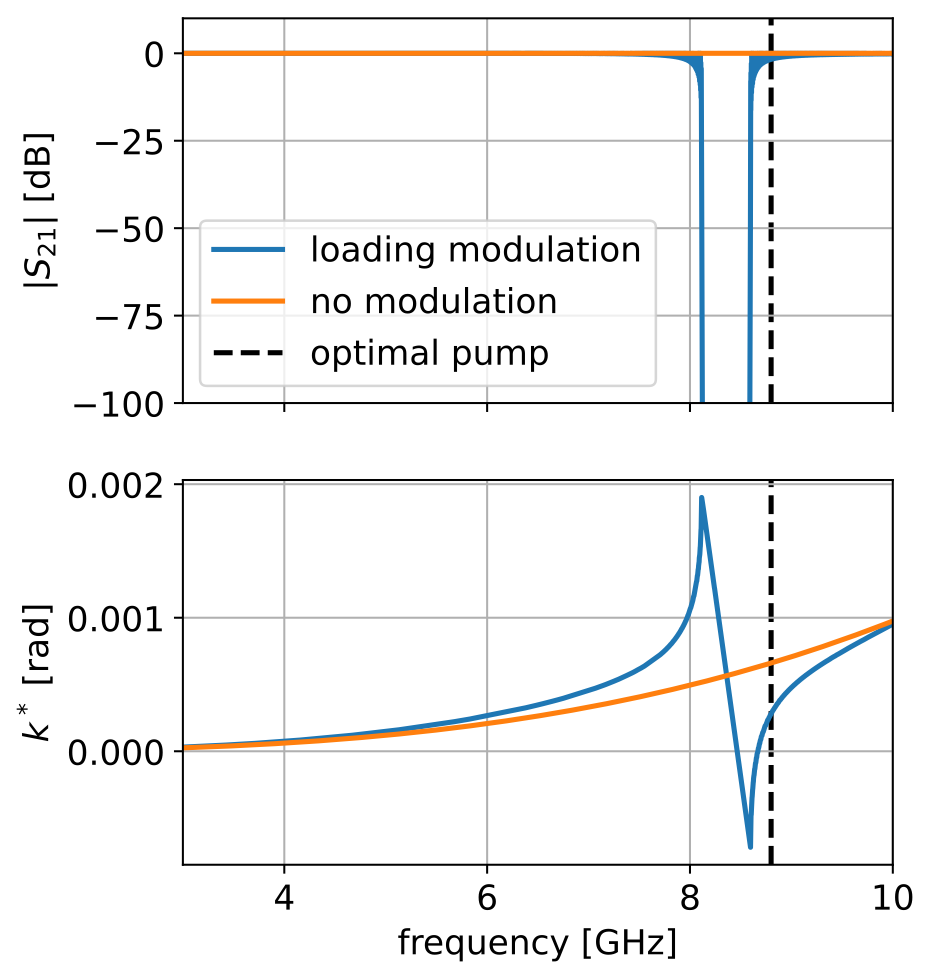 0
−25
−50
−75
−100
|S21| [dB]
loading modulation
no modulation
optimal pump
0.002
0.001
0.000
k* [rad]
4 6 8 10
frequency [GHz]